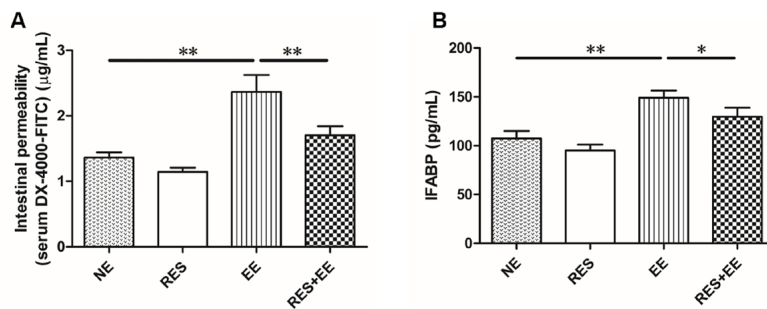 A
Intestinal permeability
(serum DX-4000-FITC) (μg/mL)
3
2
1
0
**
**
NE
RES
EE
RES+EE
B
IFABP (pg/mL)
200
150
100
50
0
**
*
NE
RES
EE
RES+EE